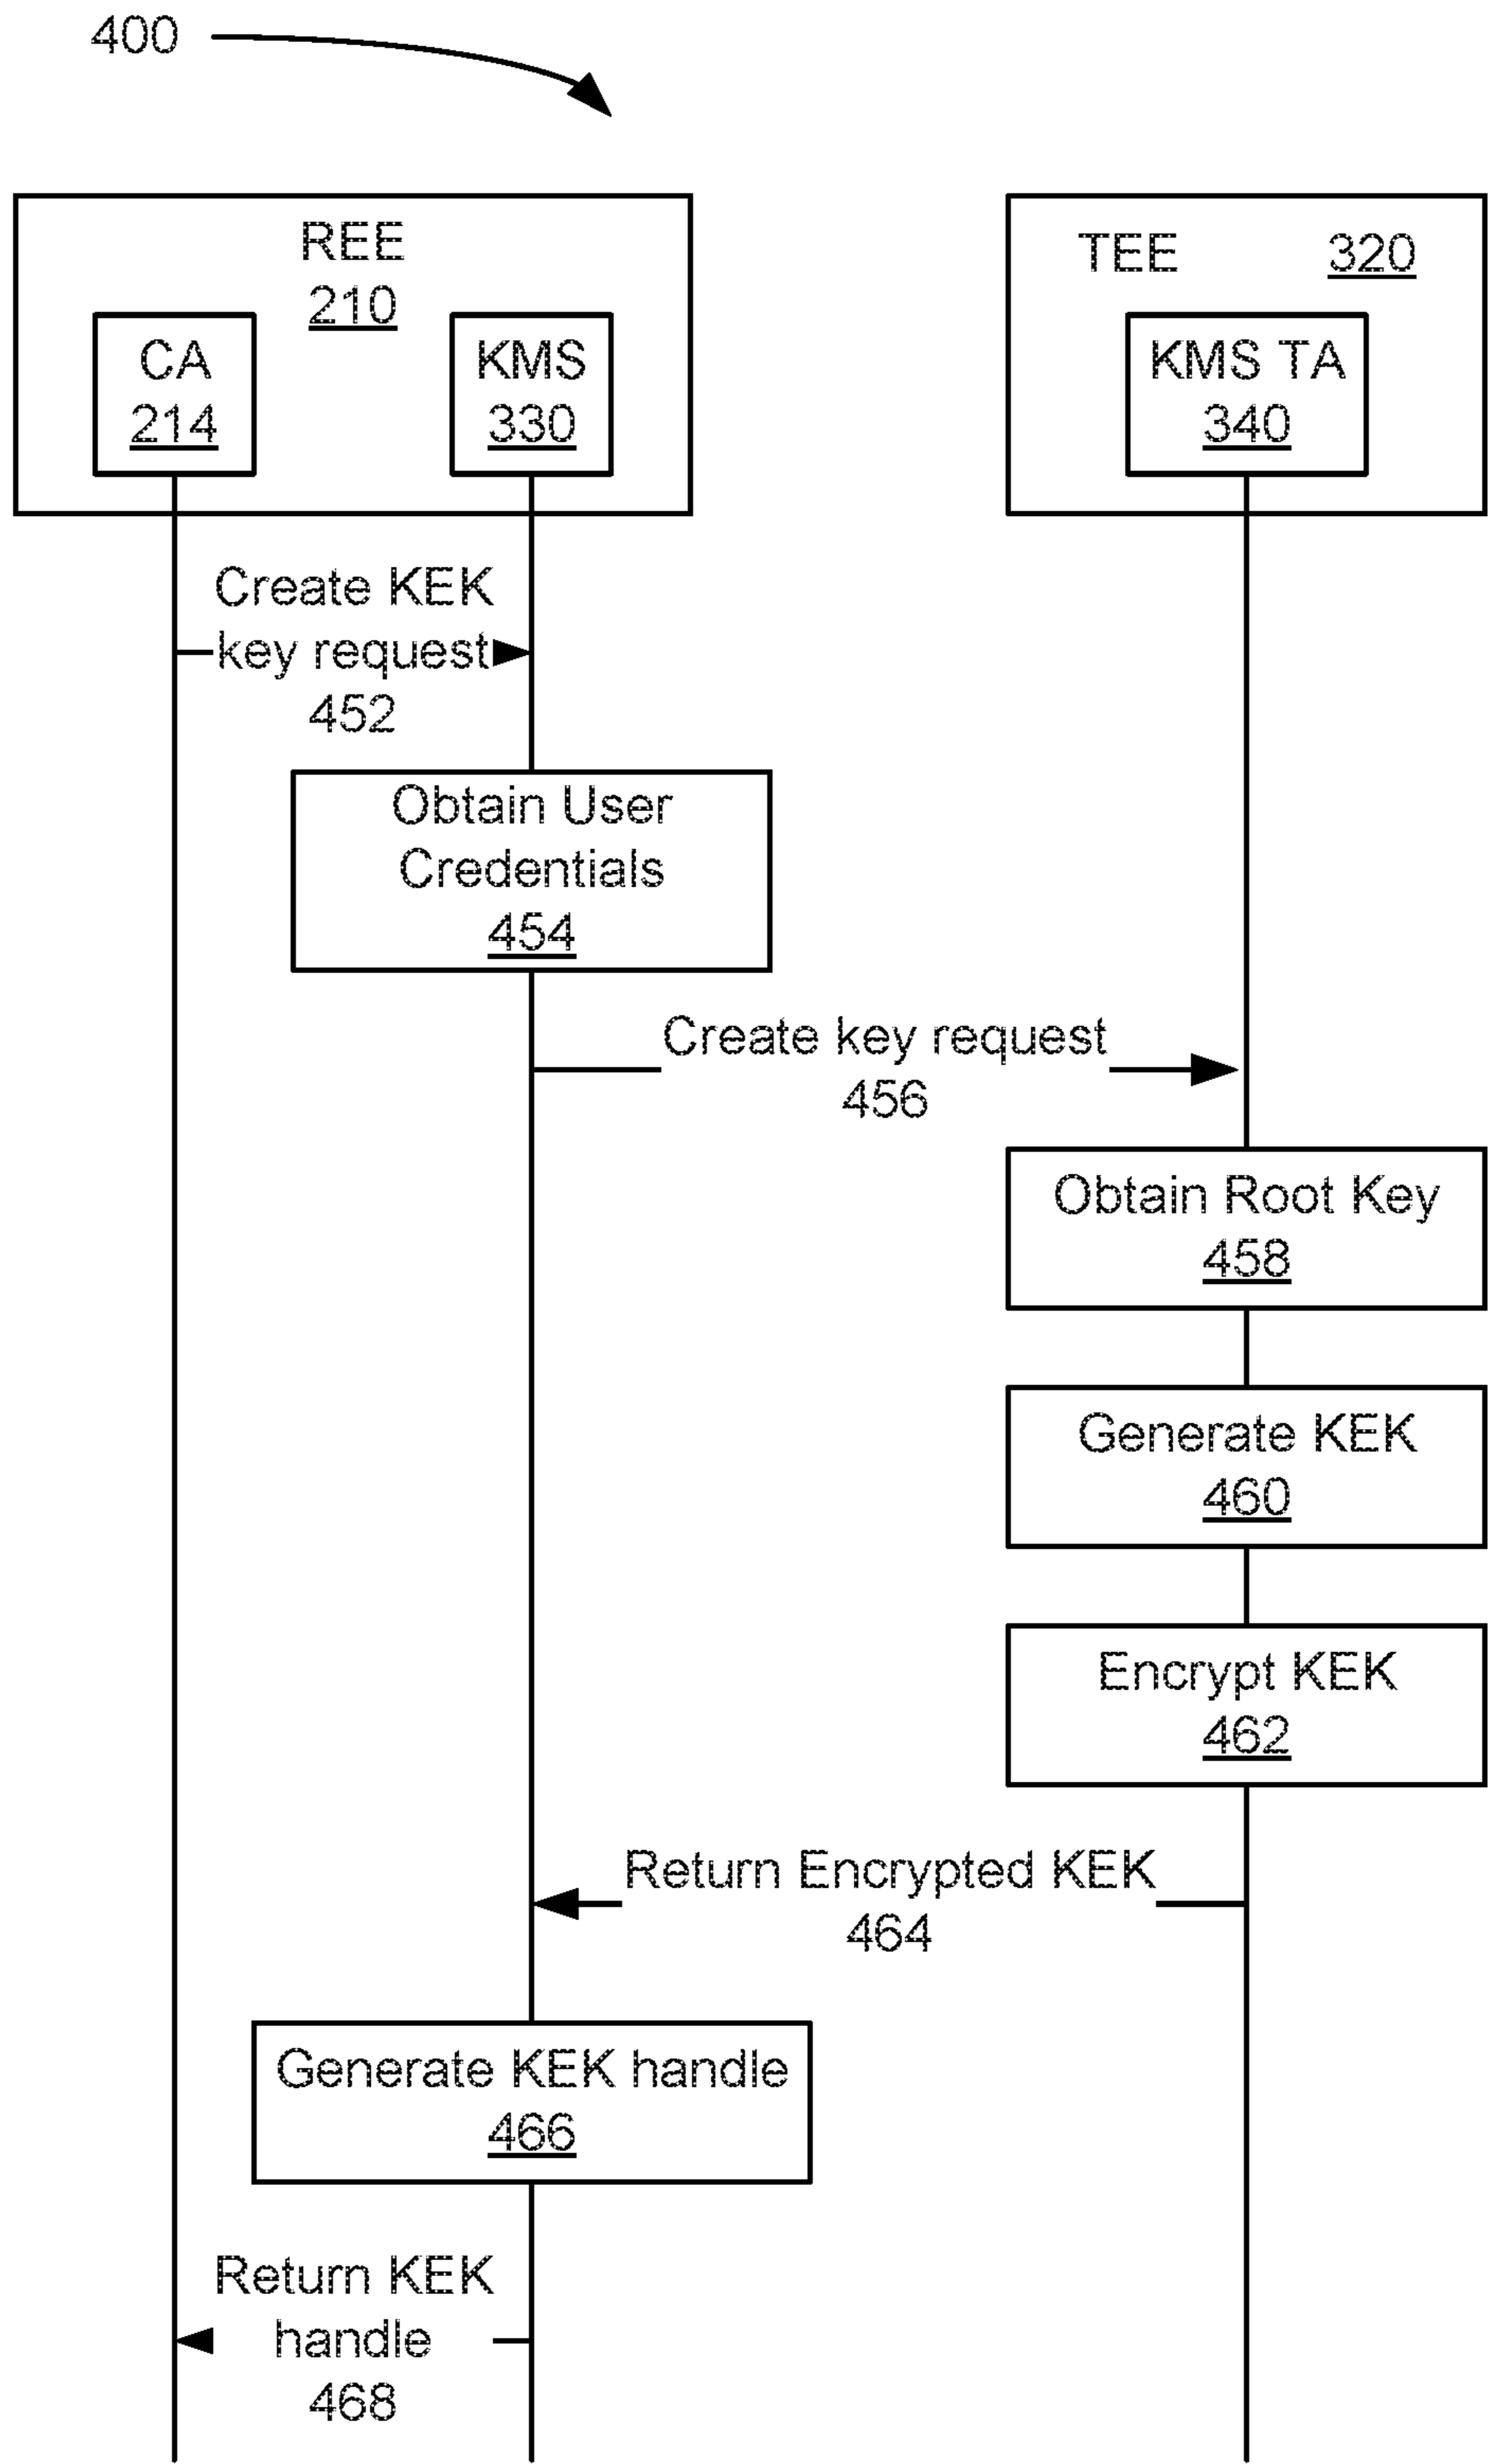 400
REE
210
TEE 320
CA
214
KMS
330
KMS TA
340
Create KEK
key request
452
Obtain User
Credentials
454
Create key request
456
Obtain Root Key
458
Generate KEK
460
Encrypt KEK
462
Return Encrypted KEK
464
Generate KEK handle
466
Return KEK
handle
468